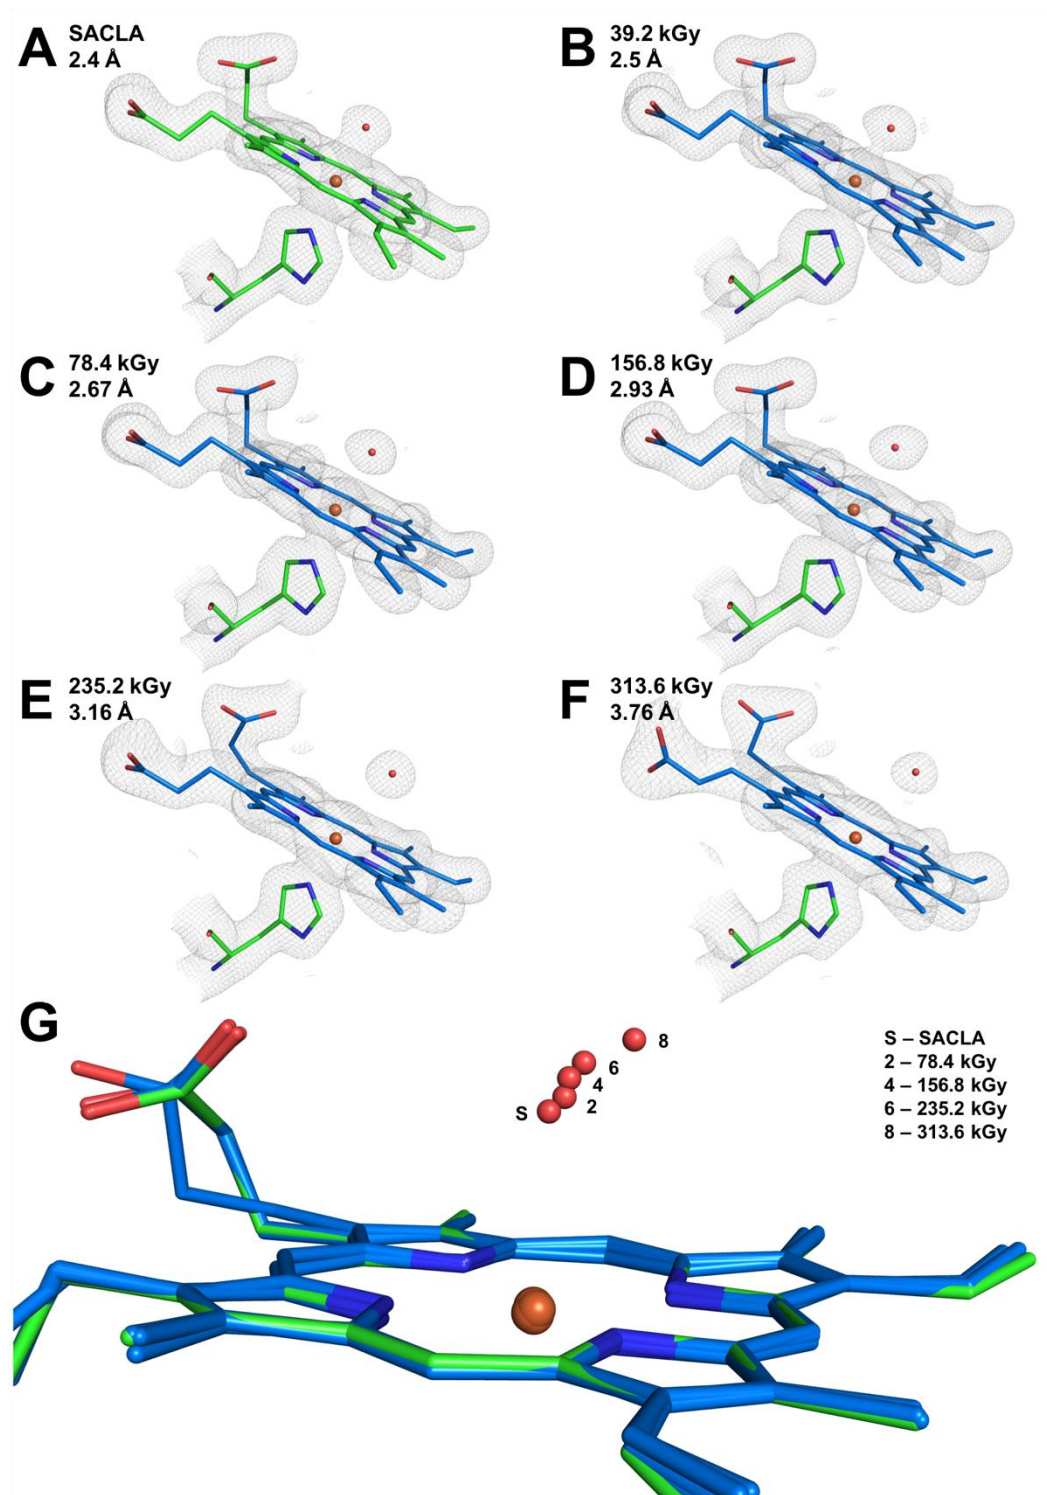 A SACLA
2.4 Å
B 39.2 kGy
2.5 Å
C 78.4 kGy
2.67 Å
D 156.8 kGy
2.93 Å
E 235.2 kGy
3.16 Å
F 313.6 kGy
3.76 Å
G
8
6
4
S 2
S – SACLA
2 – 78.4 kGy
4 – 156.8 kGy
6 – 235.2 kGy
8 – 313.6 kGy